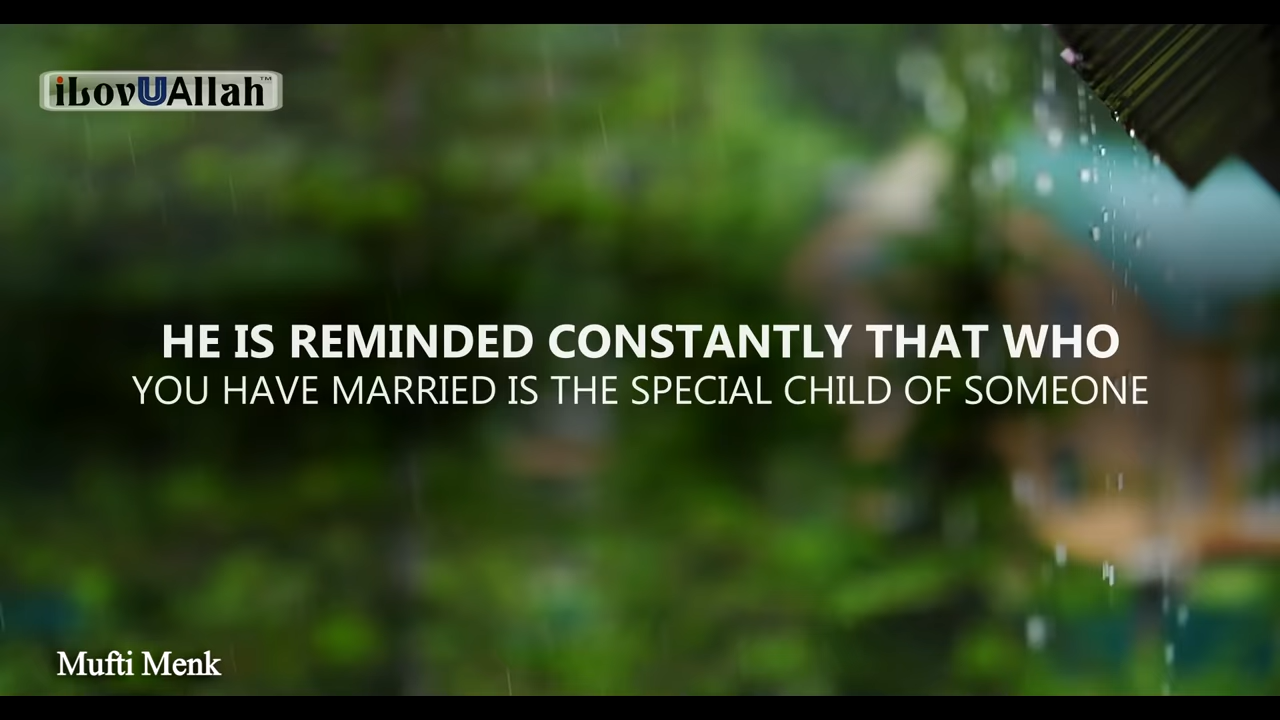 iLovUAllah™
HE IS REMINDED CONSTANTLY THAT WHO
YOU HAVE MARRIED IS THE SPECIAL CHILD OF SOMEONE
Mufti Menk